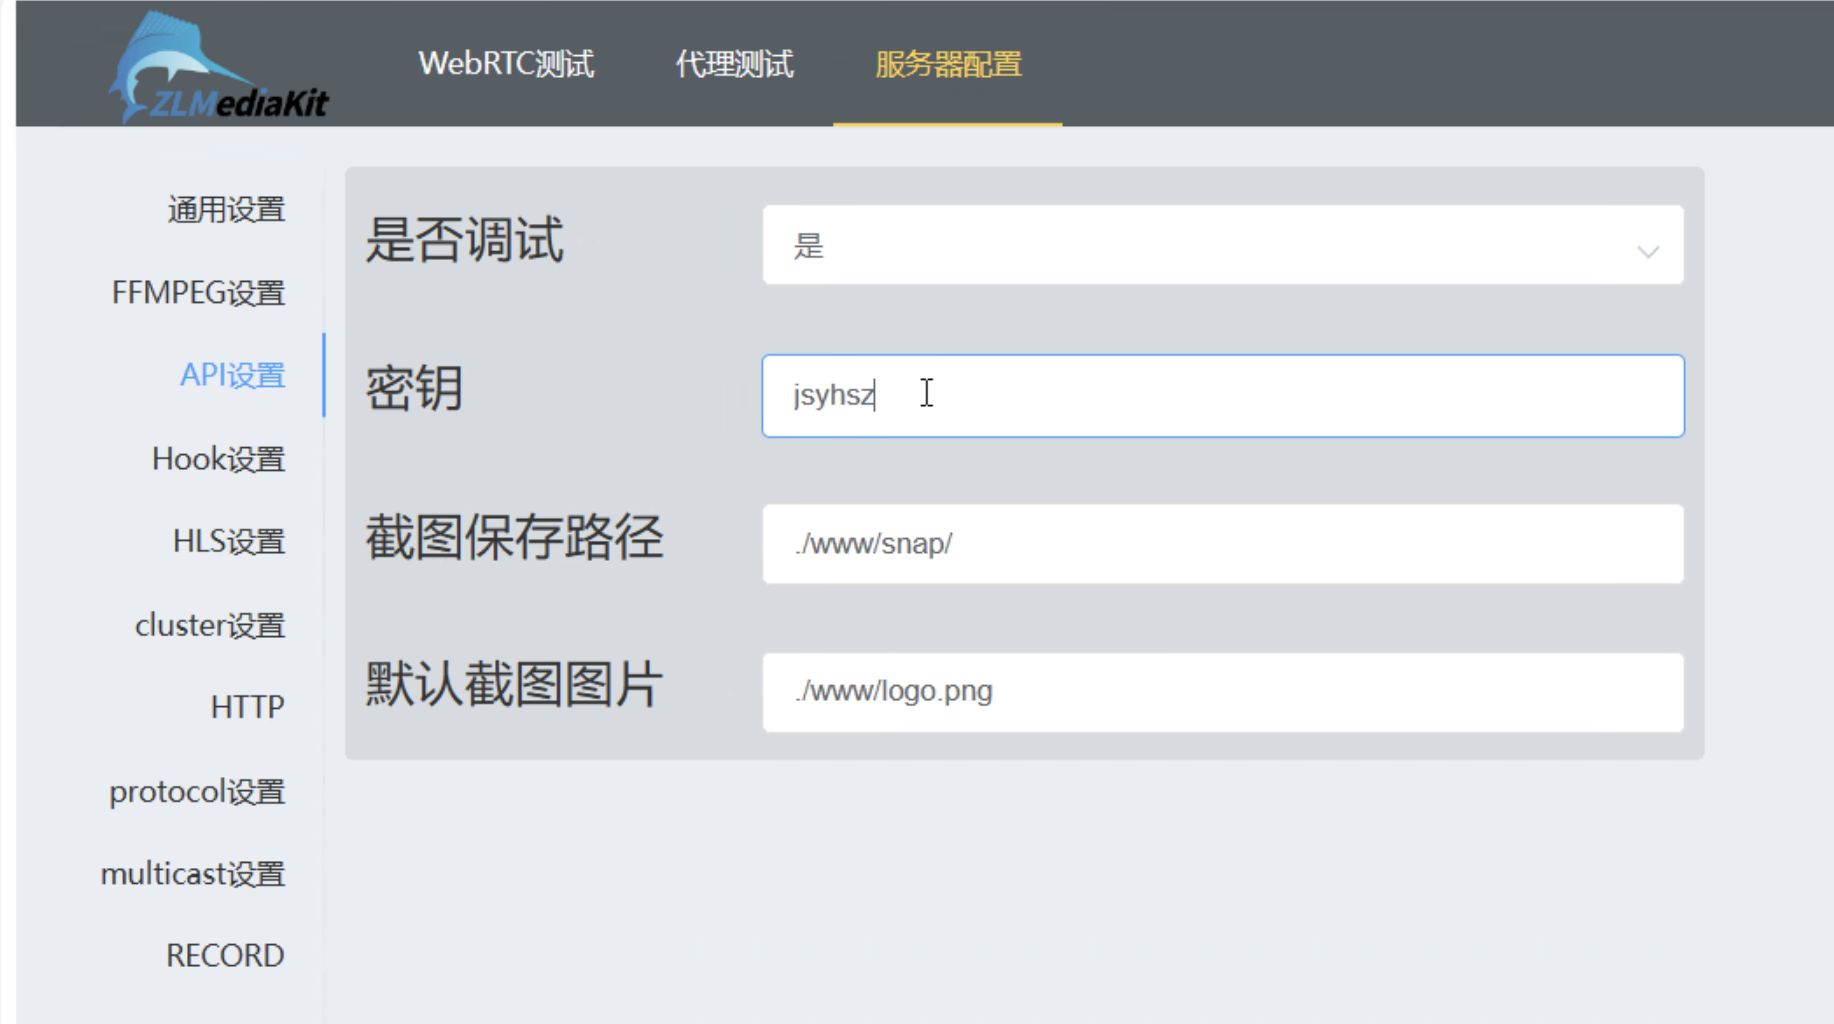 ZLMediaKit
WebRTC测试
代理测试
服务器配置
通用设置
FFMPEG设置
API设置
Hook设置
HLS设置
cluster设置
HTTP
protocol设置
multicast设置
RECORD
是否调试
是
密钥
jsyhsz
截图保存路径
./www/snap/
默认截图图片
./www/logo.png